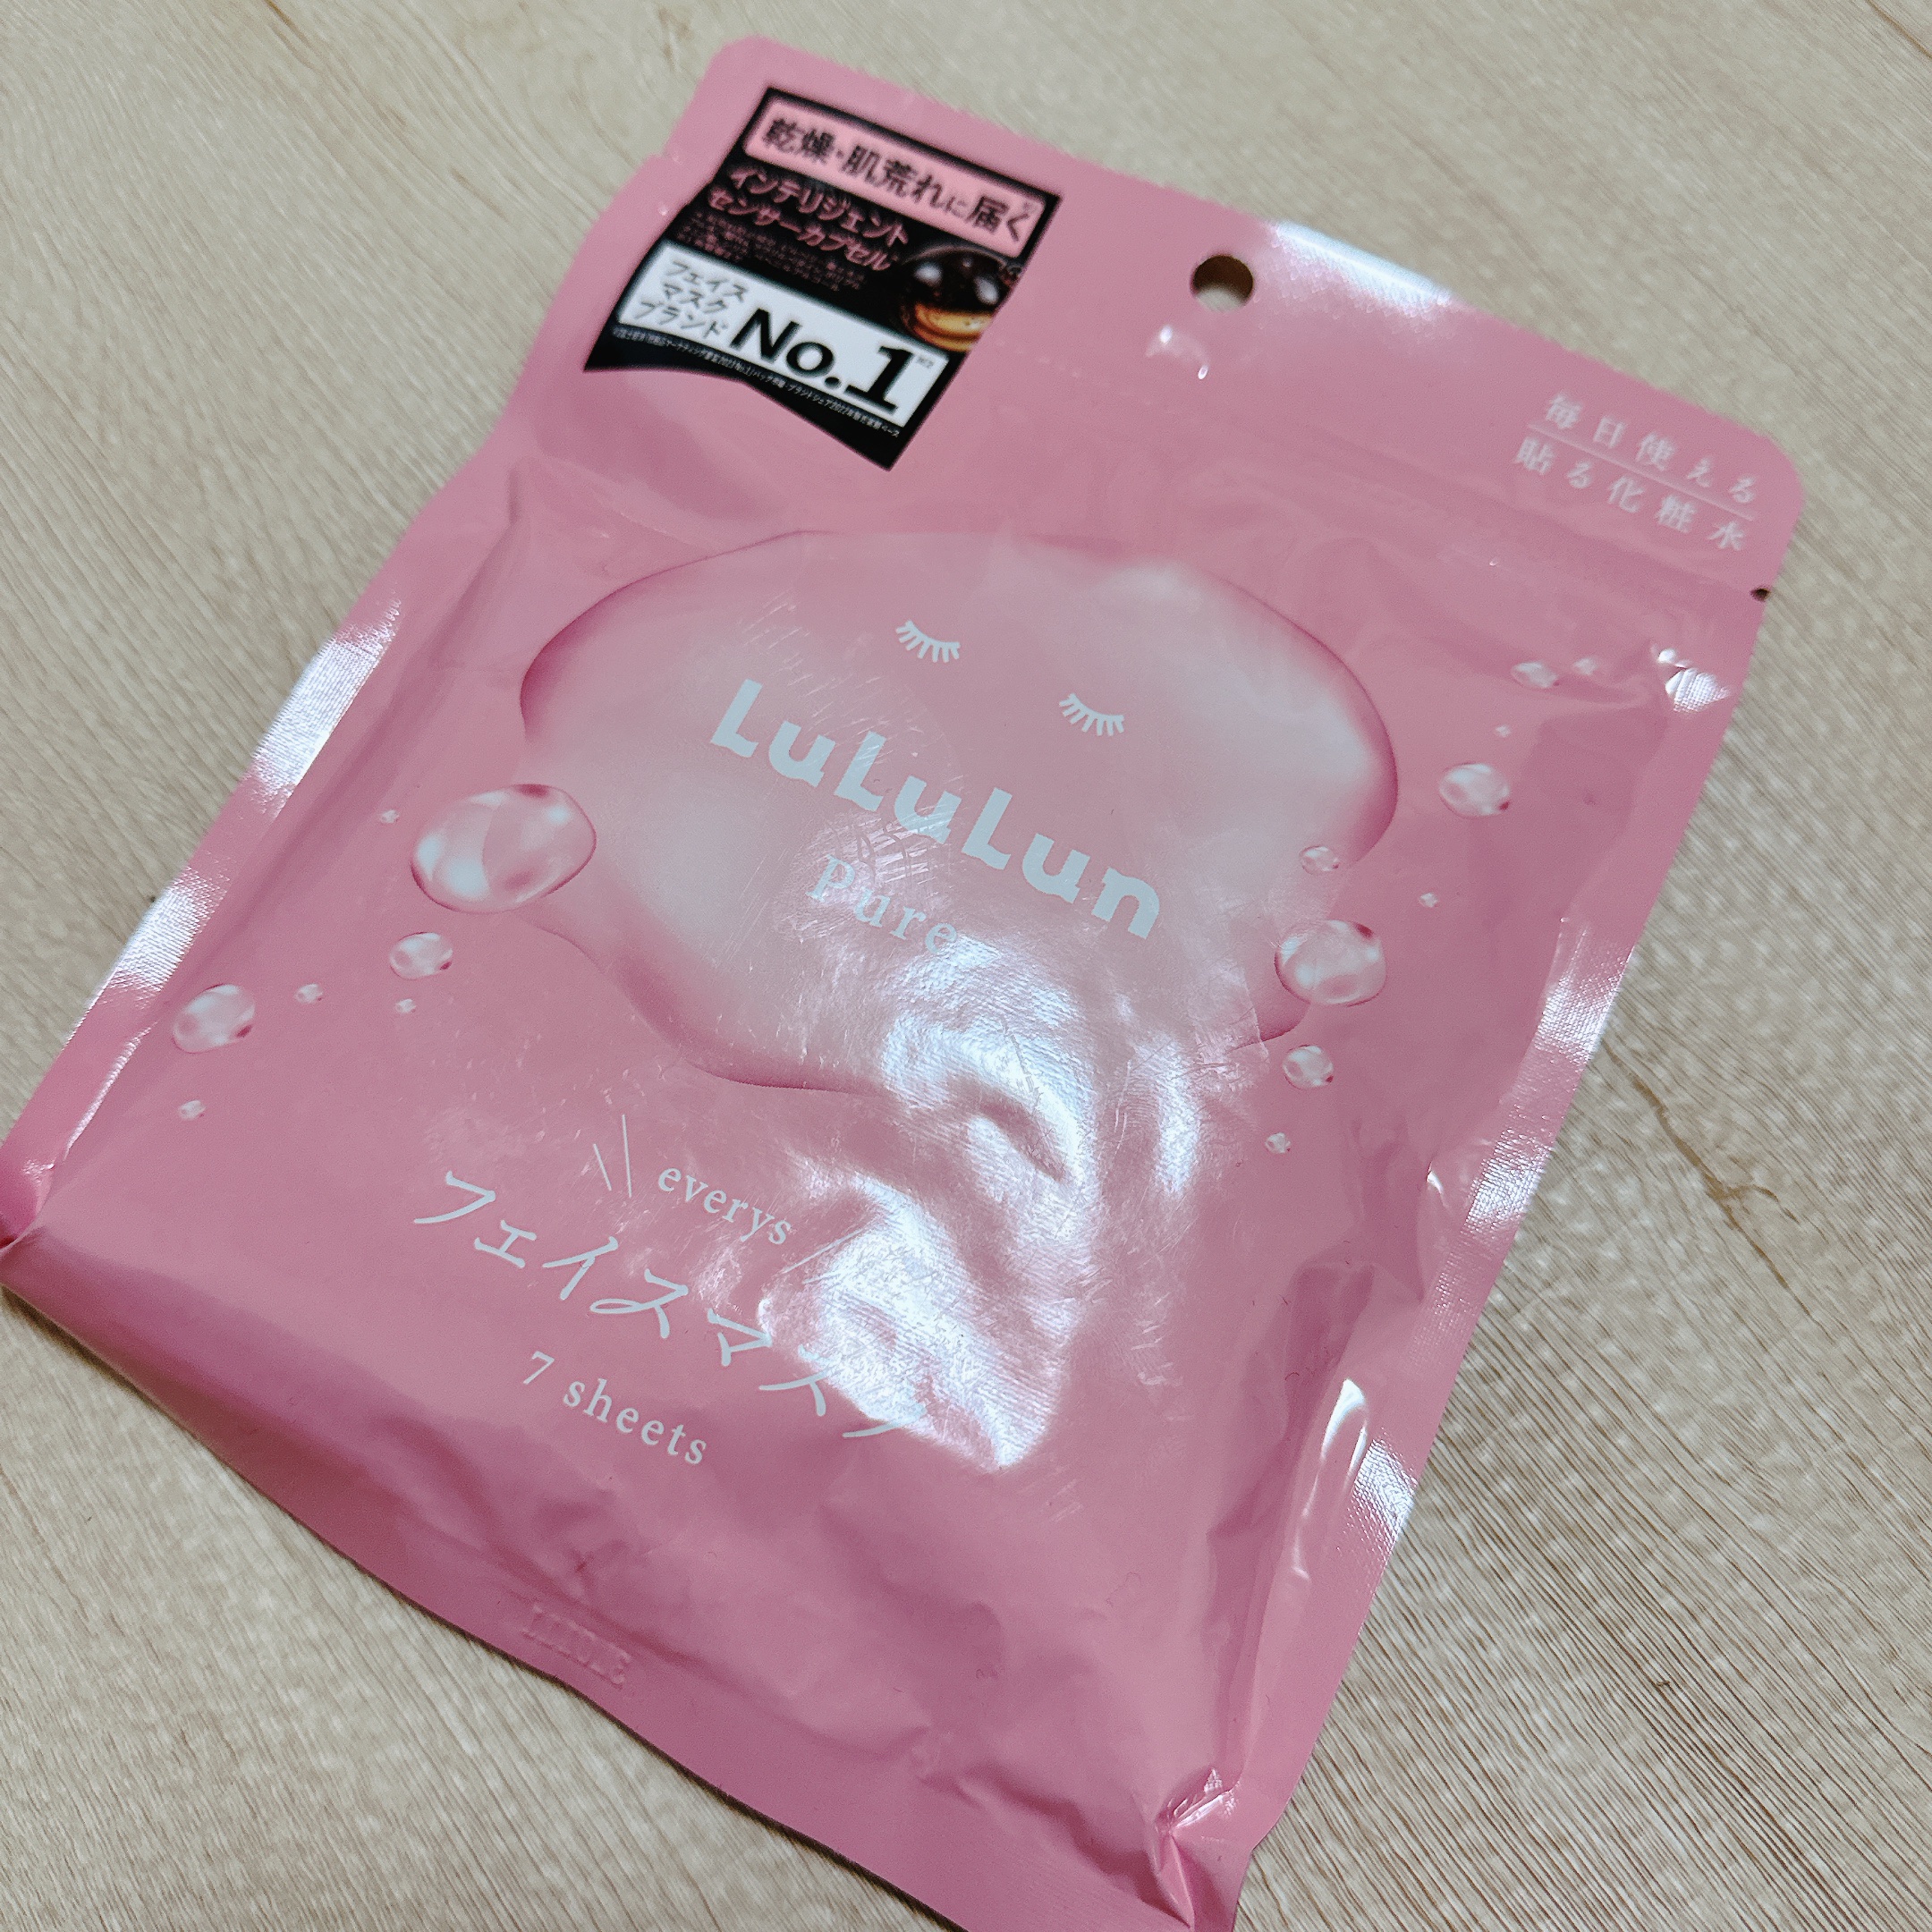 乾燥・肌荒れに届く
インテリジェント
センサーカプセル
フェイス
マスク
ブランド
No.1
毎日使える
貼る化粧水
LuLuLun
Pure
everys
フェイスマスク
7 sheets